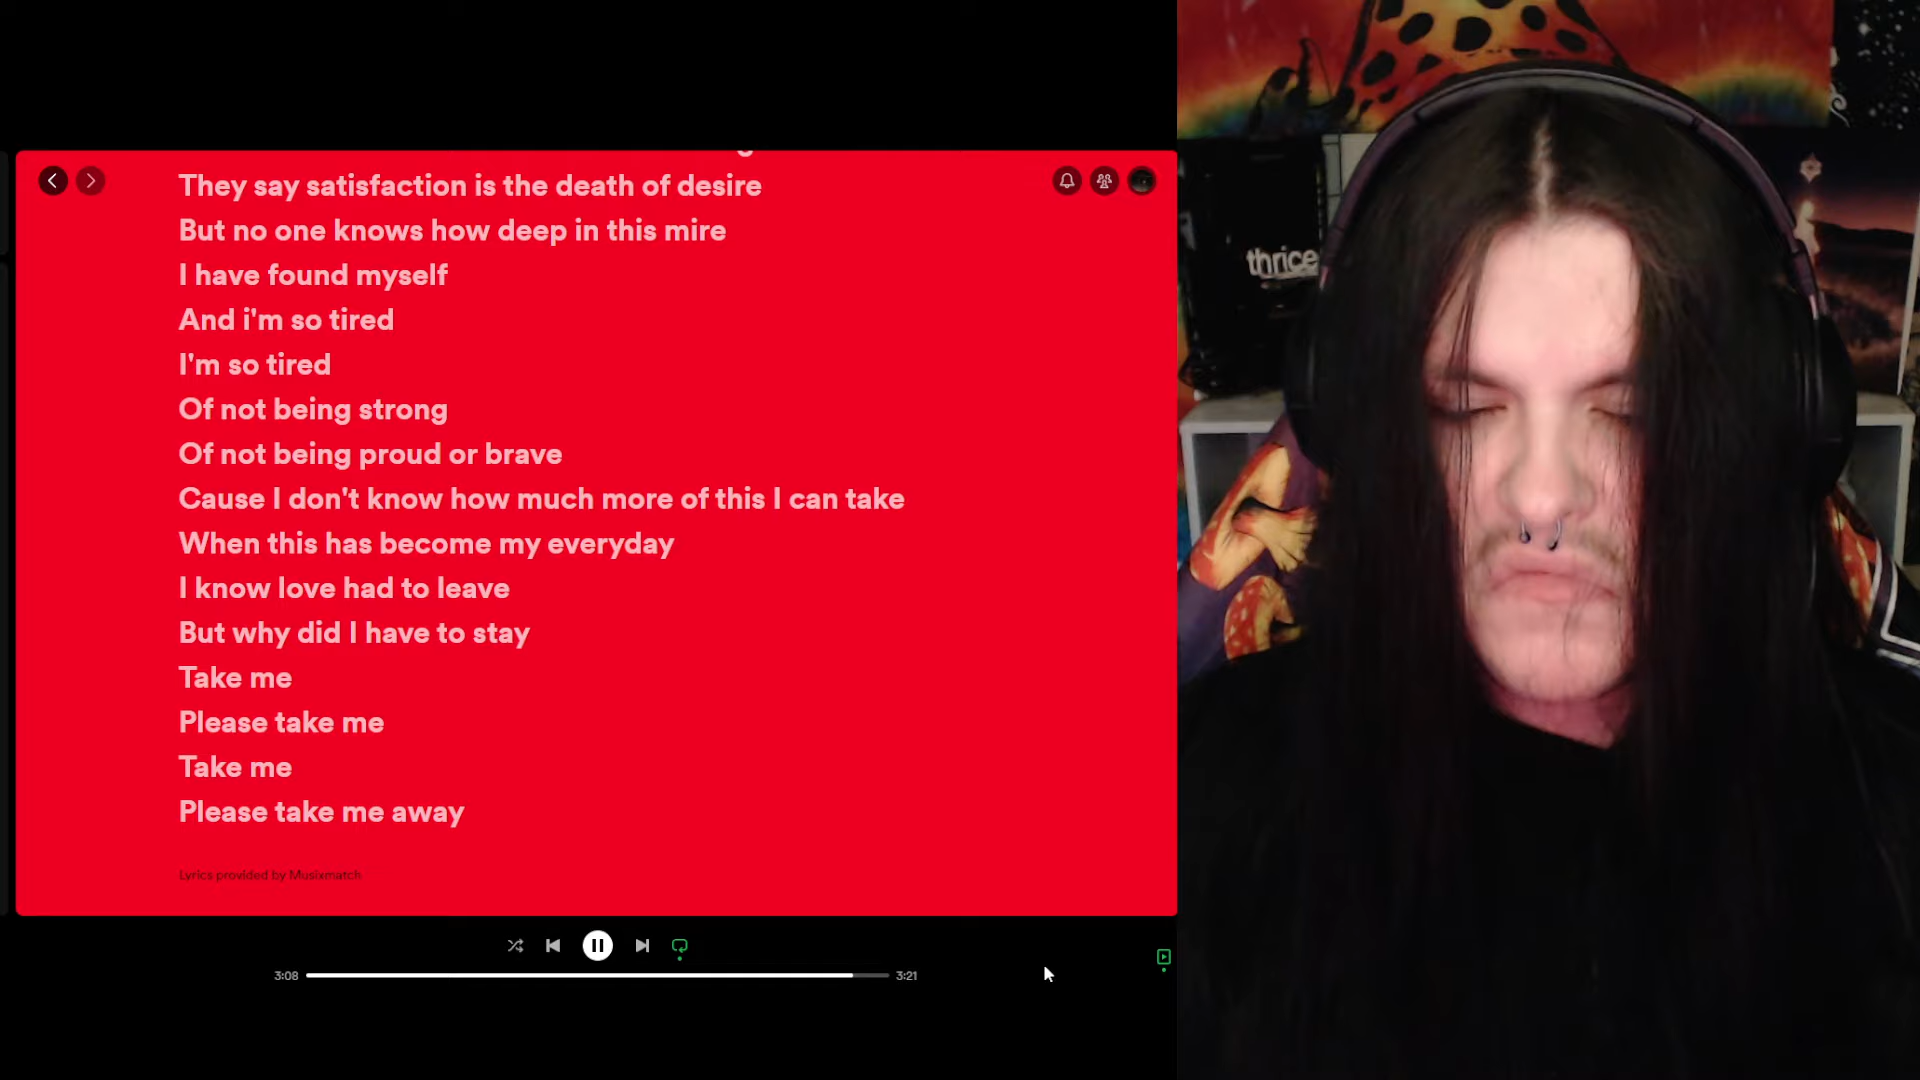 They say satisfaction is the death of desire
But no one knows how deep in this mire
I have found myself
And i'm so tired
I'm so tired
Of not being strong
Of not being proud or brave
Cause I don't know how much more of this I can take
When this has become my everyday
I know love had to leave
But why did I have to stay
Take me
Please take me
Take me
Please take me away
Lyrics provided by Musixmatch
3:08
3:21
thrice